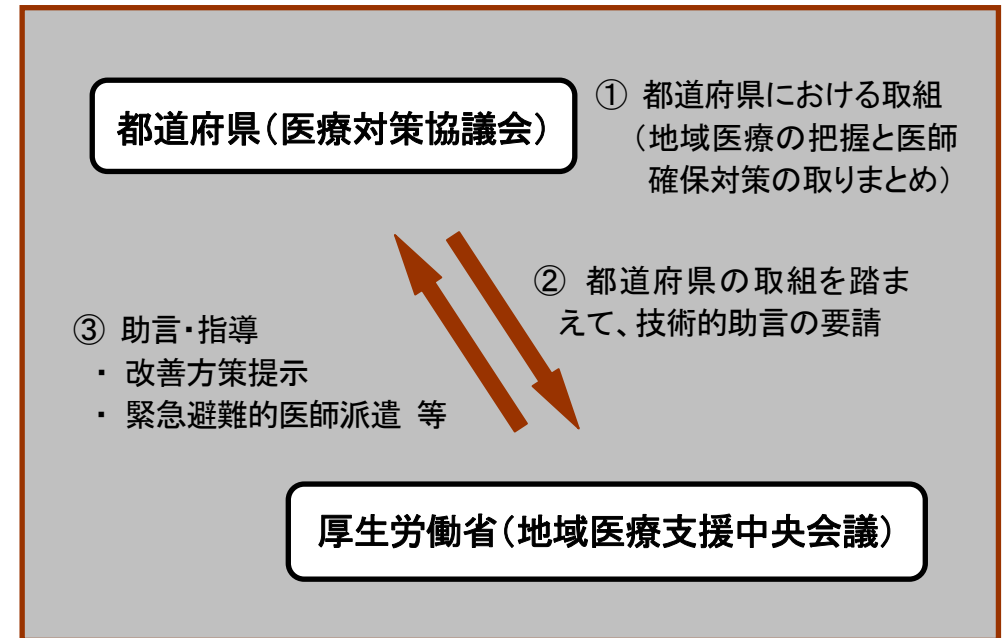 都道府県(医療対策協議会)
① 都道府県における取組
(地域医療の把握と医師
確保対策の取りまとめ)
② 都道府県の取組を踏ま
えて、技術的助言の要請
③ 助言・指導
・ 改善方策提示
・ 緊急避難的医師派遣 等
厚生労働省(地域医療支援中央会議)